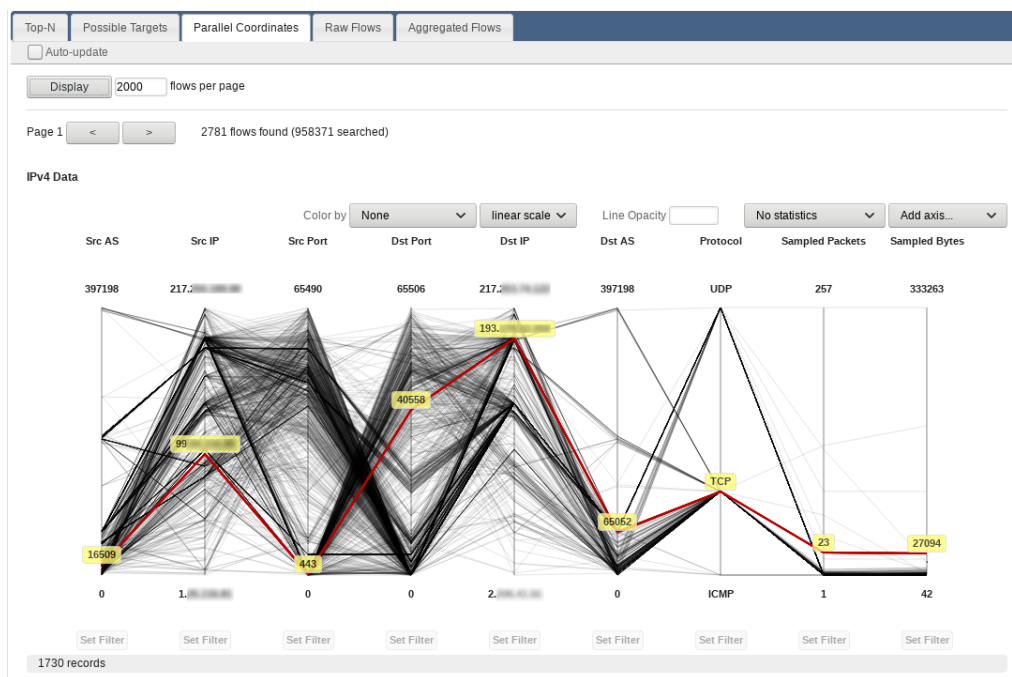 Top-N Possible Targets Parallel Coordinates Raw Flows Aggregated Flows
Auto-update
Display 2000 flows per page
Page 1 < > 2781 flows found (958371 searched)
IPv4 Data
Color by None linear scale Line Opacity No statistics Add axis...
Src AS Src IP Src Port Dst Port Dst IP Dst AS Protocol Sampled Packets Sampled Bytes
397198 217.2 65490 65506 217.2 397198 UDP 257 333263
193.
40558
99
TCP
65052
16509 443 23 27094
0 1. 0 0 2. 0 ICMP 1 42
Set Filter Set Filter Set Filter Set Filter Set Filter Set Filter Set Filter Set Filter Set Filter
1730 records